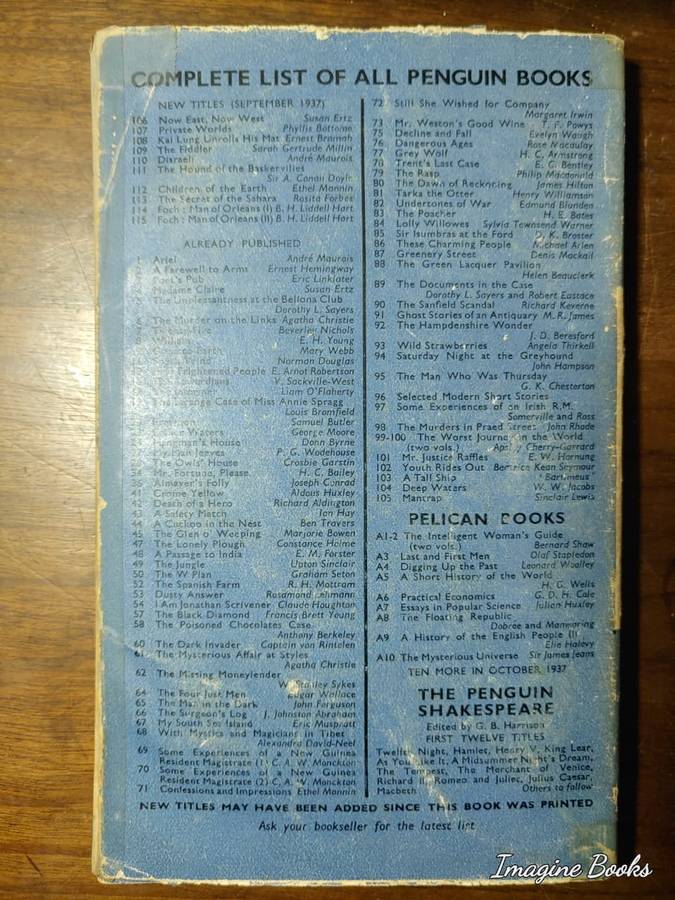 COMPLETE LIST OF ALL PENGUIN BOOKS
NEW TITLES (SEPTEMBER 1937)
106 Now East, Now West Susan Ertz
107 Private Worlds Phyllis Bottome
108 Kai Lung Unrolls His Mat Ernest Bramah
109 The Fiddler Sarah Gertrude Millin
110 Disraeli André Maurois
111 The Hound of the Baskervilles
Sir A. Conan Doyle
112 Children of the Earth Ethel Mannin
113 The Secret of the Sahara Rosita Forbes
114 Foch: Man of Orleans (I) B. H. Liddell Hart
115 Foch: Man of Orleans (II) B. H. Liddell Hart
ALREADY PUBLISHED
Ariel André Maurois
A Farewell to Arms Ernest Hemingway
Poet's Pub Eric Linklater
Madame Claire Susan Ertz
The Unpleasantness at the Bellona Club
Dorothy L. Sayers
The Murder on the Links Agatha Christie
Beverley Nichols
William E. H. Young
Mary Webb
Norman Douglas
Frightened People E. Arnot Robertson
V. Sackville-West
Liam O'Flaherty
The Strange Case of Miss Annie Spragg
Louis Bromfield
Samuel Butler
Waters George Moore
Hangman's House Donn Byrne
My Man Jeeves P. G. Wodehouse
The Owls' House Crosbie Garstin
Mr. Fortune, Please H. C. Bailey
Almayer's Folly Joseph Conrad
41 Crome Yellow Aldous Huxley
42 Death of a Hero Richard Aldington
43 A Safety Match Ian Hay
44 A Cuckoo in the Nest Ben Travers
45 The Glen o' Weeping Marjorie Bowen
47 The Lonely Plough Constance Holme
48 A Passage to India E. M. Forster
49 The Jungle Upton Sinclair
50 The W Plan Graham Seton
52 The Spanish Farm R. H. Mottram
53 Dusty Answer Rosamond Lehmann
54 I Am Jonathan Scrivener Claude Houghton
57 The Black Diamond Francis Brett Young
58 The Poisoned Chocolates Case
Anthony Berkeley
60 The Dark Invader Captain von Rintelen
61 The Mysterious Affair at Styles
Agatha Christie
62 The Missing Moneylender
W. Stanley Sykes
64 The Four Just Men Edgar Wallace
65 The Man in the Dark John Ferguson
66 The Surgeon's Log J. Johnston Abraham
67 My South Sea Island Eric Muspratt
68 With Mystics and Magicians in Tibet
Alexandra David-Neel
69 Some Experiences of a New Guinea
Resident Magistrate (1) C. A. W. Monckton
70 Some Experiences of a New Guinea
Resident Magistrate (2) C. A. W. Monckton
71 Confessions and Impressions Ethel Mannin
72 Still She Wished for Company
Margaret Irwin
73 Mr. Weston's Good Wine T. F. Powys
75 Decline and Fall Evelyn Waugh
76 Dangerous Ages Rose Macaulay
77 Grey Wolf H. C. Armstrong
78 Trent's Last Case E. C. Bentley
79 The Rasp Philip Macdonald
80 The Dawn of Reckoning James Hilton
81 Tarka the Otter Henry Williamson
82 Undertones of War Edmund Blunden
83 The Poacher H. E. Bates
84 Lolly Willowes Sylvia Townsend Warner
85 Sir Isumbras at the Ford D. K. Broster
86 These Charming People Michael Arlen
87 Greenery Street Denis Mackail
88 The Green Lacquer Pavilion
Helen Beauclerk
89 The Documents in the Case
Dorothy L. Sayers and Robert Eustace
90 The Sanfield Scandal Richard Keverne
91 Ghost Stories of an Antiquary M. R. James
92 The Hampdenshire Wonder
J. D. Beresford
93 Wild Strawberries Angela Thirkell
94 Saturday Night at the Greyhound
John Hampson
95 The Man Who Was Thursday
G. K. Chesterton
96 Selected Modern Short Stories
97 Some Experiences of an Irish R.M.
Somerville and Ross
98 The Murders in Praed Street John Rhode
99-100 The Worst Journey in the World
(two vols.) Apsley Cherry-Garrard
101 Mr. Justice Raffles E. W. Hornung
102 Youth Rides Out Beatrice Kean Seymour
103 A Tall Ship "Bartimeus"
104 Deep Waters W. W. Jacobs
105 Mantrap Sinclair Lewis
PELICAN BOOKS
A1-2 The Intelligent Woman's Guide
(two vols.) Bernard Shaw
A3 Last and First Men Olaf Stapledon
A4 Digging Up the Past Leonard Woolley
A5 A Short History of the World
H. G. Wells
A6 Practical Economics G. D. H. Cole
A7 Essays in Popular Science Julian Huxley
A8 The Floating Republic
Dobree and Manwaring
A9 A History of the English People (I)
Elie Halevy
A10 The Mysterious Universe Sir James Jeans
TEN MORE IN OCTOBER 1937
THE PENGUIN
SHAKESPEARE
Edited by G. B. Harrison
FIRST TWELVE TITLES
Twelfth Night, Hamlet, Henry V, King Lear,
As You Like It, A Midsummer Night's Dream,
The Tempest, The Merchant of Venice,
Richard II, Romeo and Juliet, Julius Caesar,
Macbeth Others to follow
NEW TITLES MAY HAVE BEEN ADDED SINCE THIS BOOK WAS PRINTED
Ask your bookseller for the latest list
Imagine Books